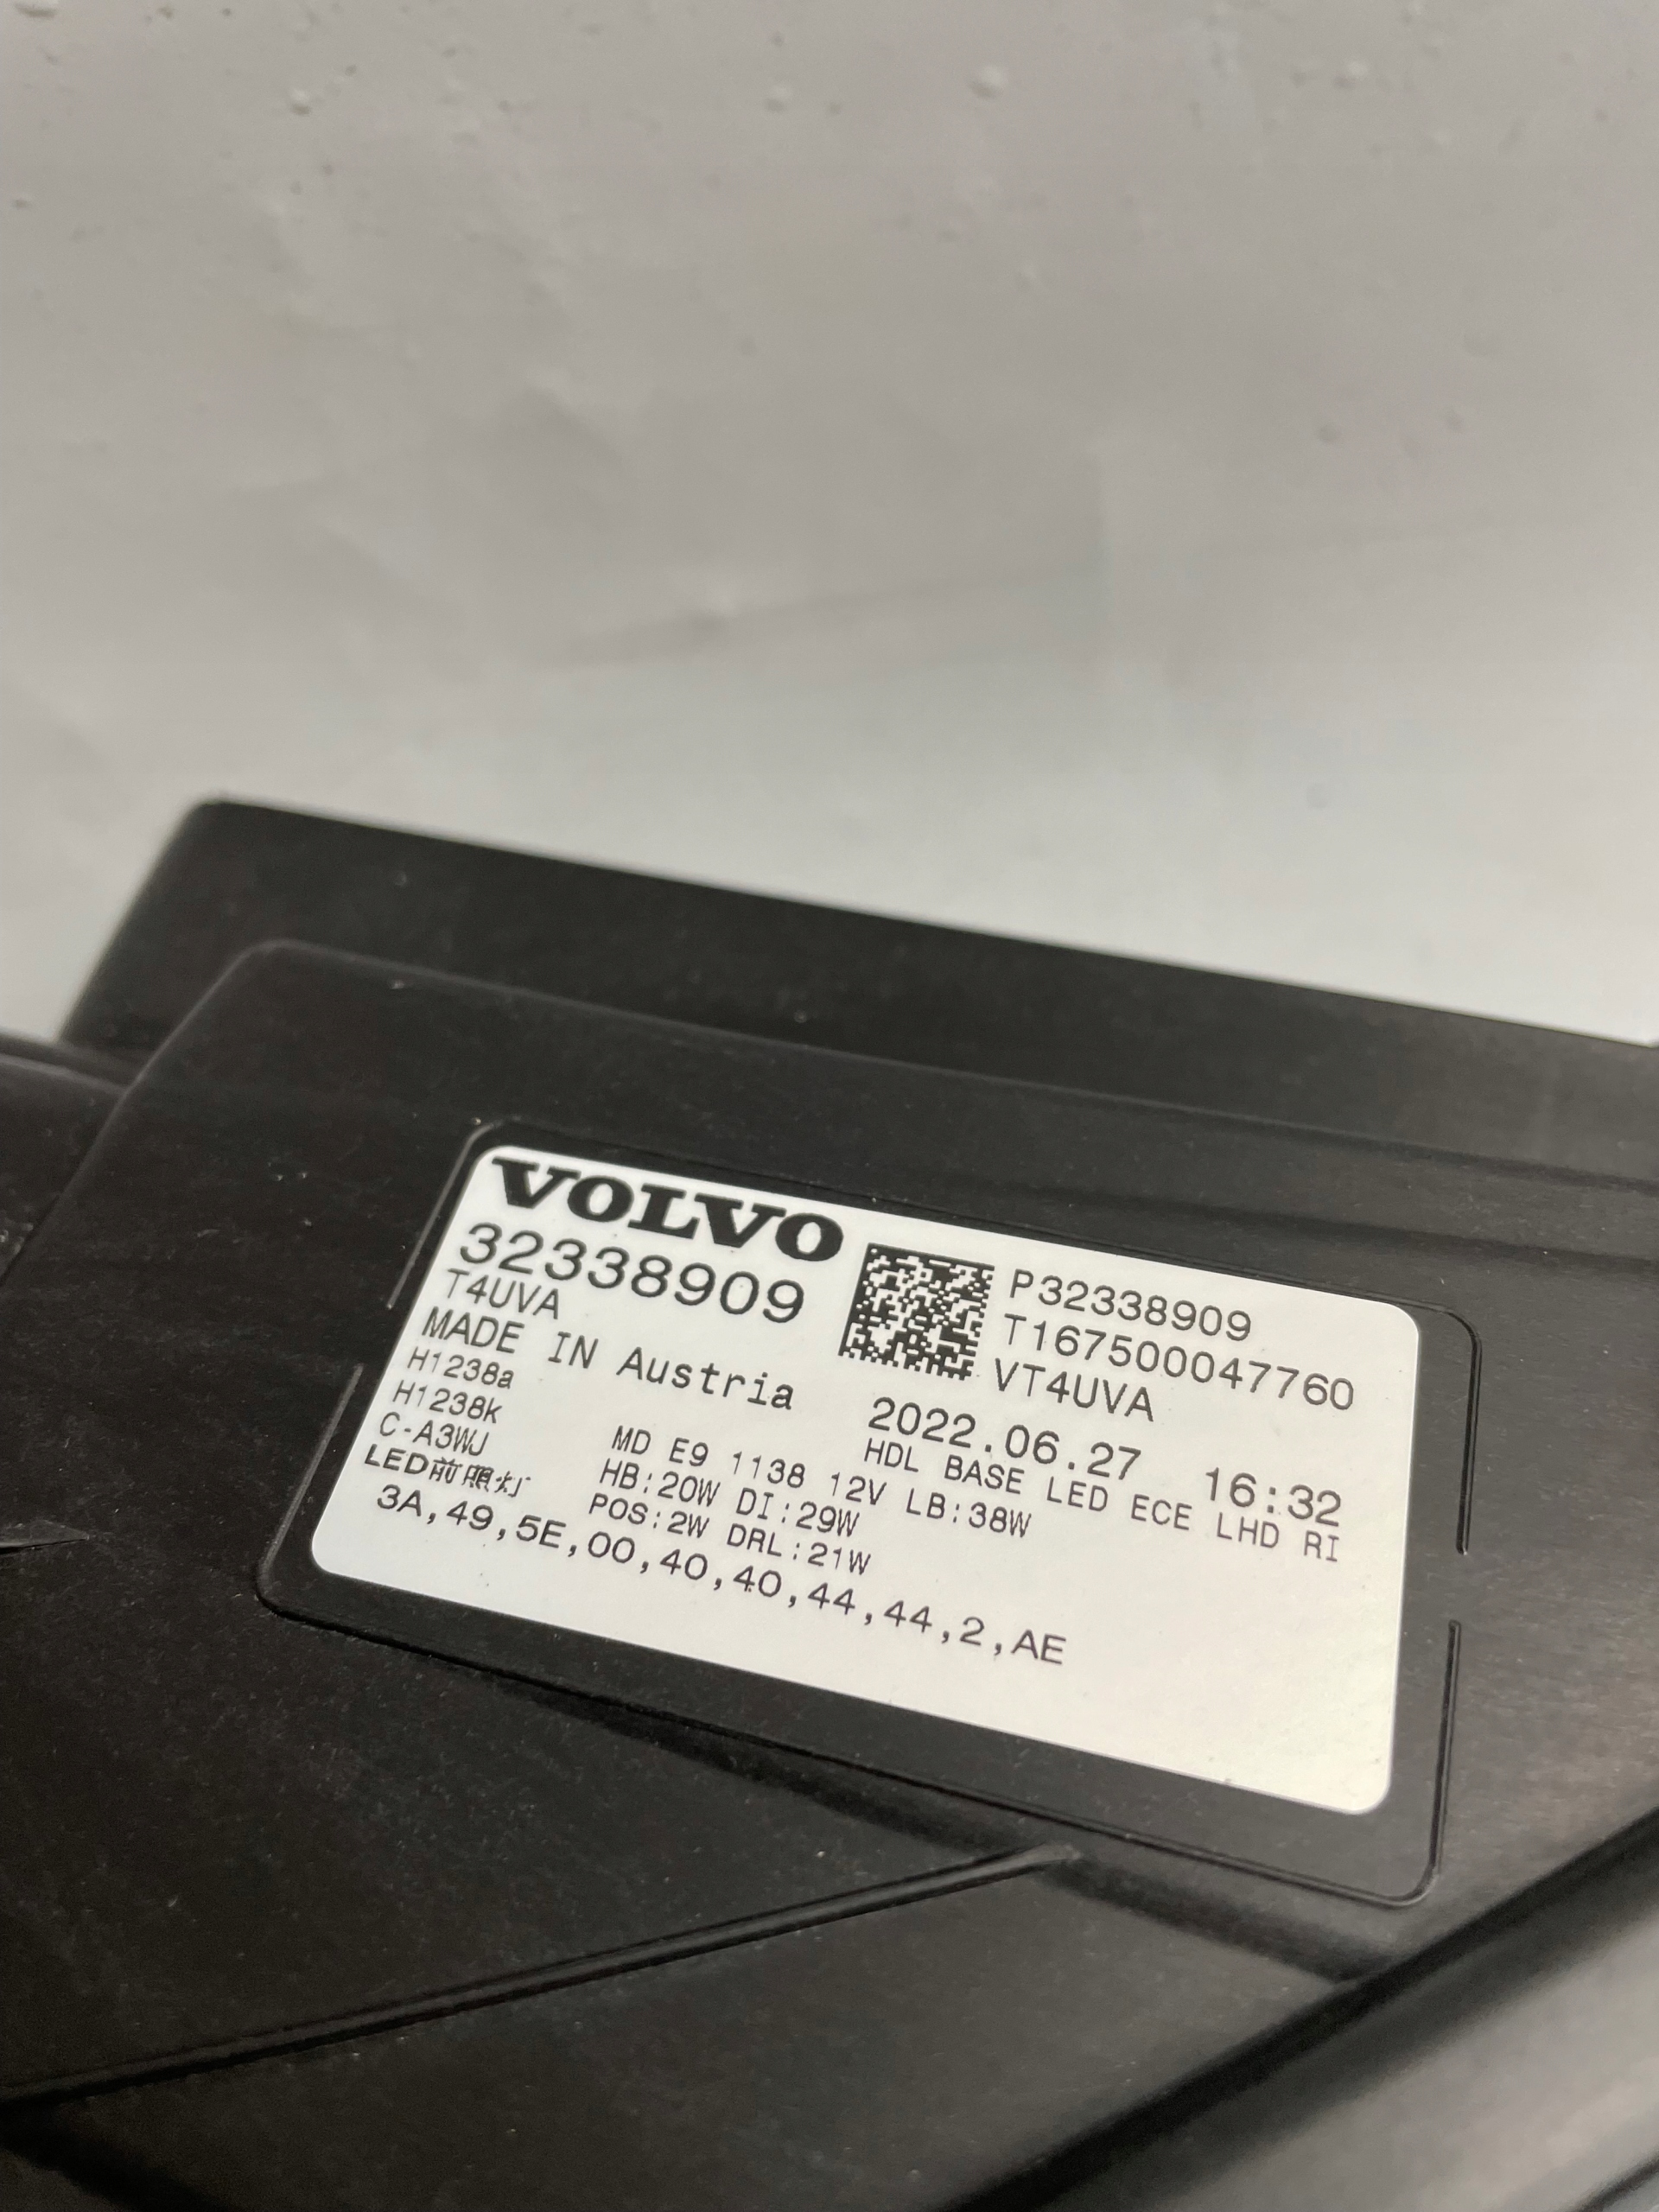 VOLVO
32338909
T4UVA
MADE IN Austria
H1238a
H1238k
C-A3WJ
LED前照灯
P32338909
T167500047760
VT4UVA
2022.06.27 16:32
HDL BASE LED ECE LHD RI
MD E9 1138 12V LB:38W
HB:20W DI:29W
POS:2W DRL:21W
3A,49,5E,00,40,40,44,44,2,AE